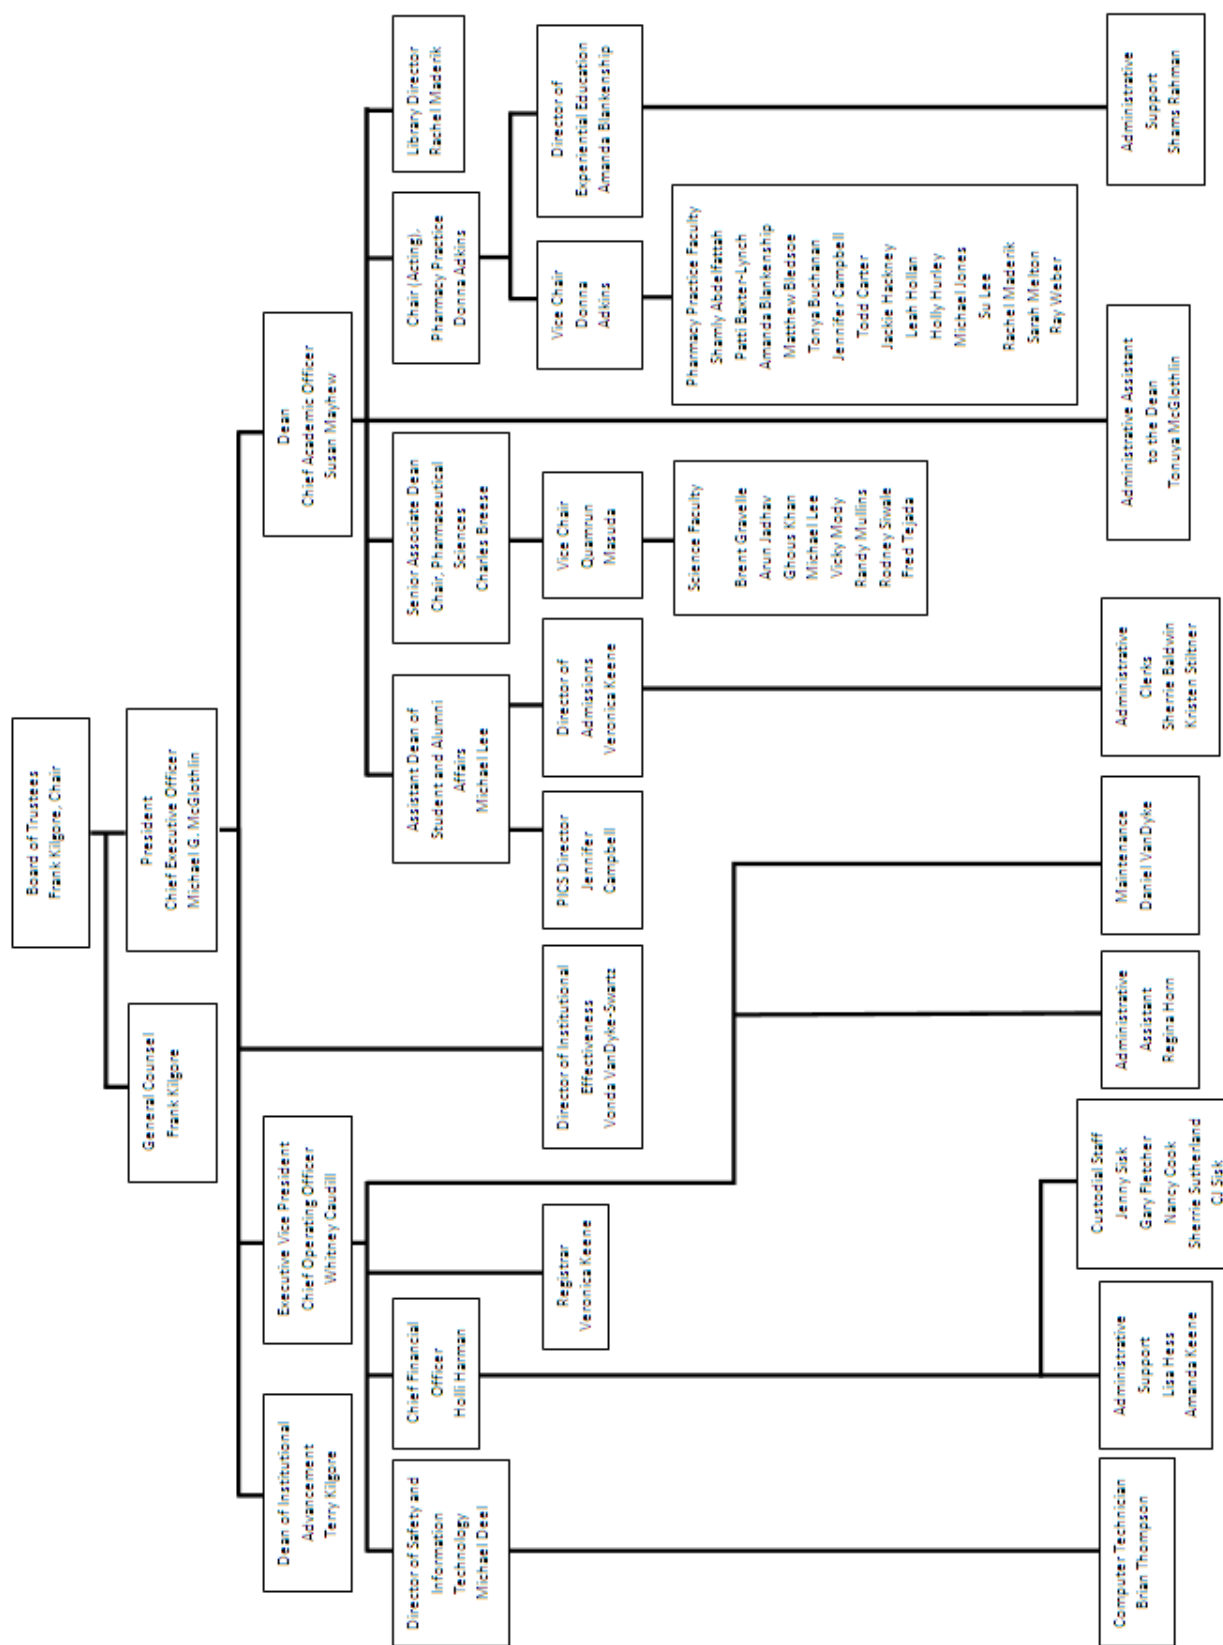 Board of Trustees
Frank Kilgore, Chair
General Counsel
Frank Kilgore
President
Chief Executive Officer
Michael G. McGlothlin
Dean of Institutional
Advancement
Terry Kilgore
Executive Vice President
Chief Operating Officer
Whitney Caudill
Dean
Chief Academic Officer
Susan Mayhew
Director of Safety and
Information
Technology
Michael Deel
Chief Financial
Officer
Holli Harman
Assistant Dean of
Student and Alumni
Affairs
Michael Lee
Senior Associate Dean
Chair, Pharmaceutical
Sciences
Charles Breese
Chair (Acting),
Pharmacy Practice
Donna Adkins
Library Director
Rachel Maderik
Registrar
Veronica Keene
Director of Institutional
Effectiveness
Vonda VanDyke-Swartz
PICS Director
Jennifer
Campbell
Director of
Admissions
Veronica Keene
Vice Chair
Quamrun
Masuda
Vice Chair
Donna
Adkins
Director of
Experiential Education
Amanda Blankenship
Science Faculty
Brent Gravelle
Arun Jadhav
Ghous Khan
Michael Lee
Vicky Mody
Randy Mullins
Rodney Siwale
Fred Tejada
Pharmacy Practice Faculty
Shamly Abdelfattah
Patti Baxter-Lynch
Amanda Blankenship
Matthew Bledsoe
Tonya Buchanan
Jennifer Campbell
Todd Carter
Jackie Hackney
Leah Hollan
Holly Hurley
Michael Jones
Su Lee
Rachel Maderik
Sarah Melton
Ray Weber
Computer Technician
Brian Thompson
Administrative
Support
Lisa Hess
Amanda Keene
Custodial Staff
Jenny Sisk
Gary Fletcher
Nancy Cook
Sherrie Sutherland
CJ Sisk
Administrative
Assistant
Regina Horn
Maintenance
Daniel VanDyke
Administrative
Clerks
Sherrie Baldwin
Kristen Stiltner
Administrative Assistant
to the Dean
Tonuya McGlothlin
Administrative
Support
Shams Rahman